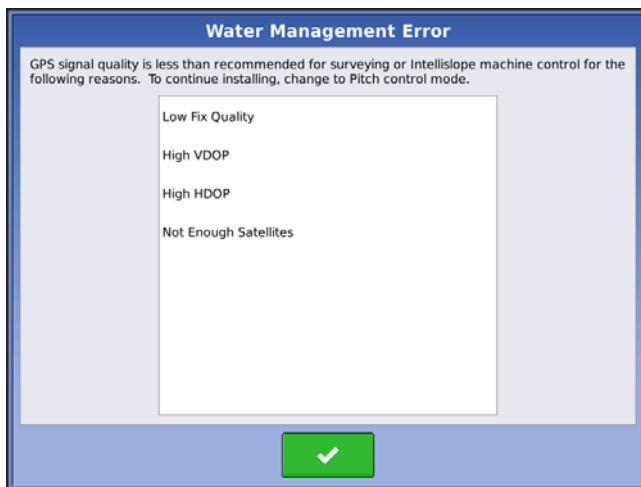 Water Management Error
GPS signal quality is less than recommended for surveying or Intellislope machine control for the
following reasons. To continue installing, change to Pitch control mode.
Low Fix Quality
High VDOP
High HDOP
Not Enough Satellites